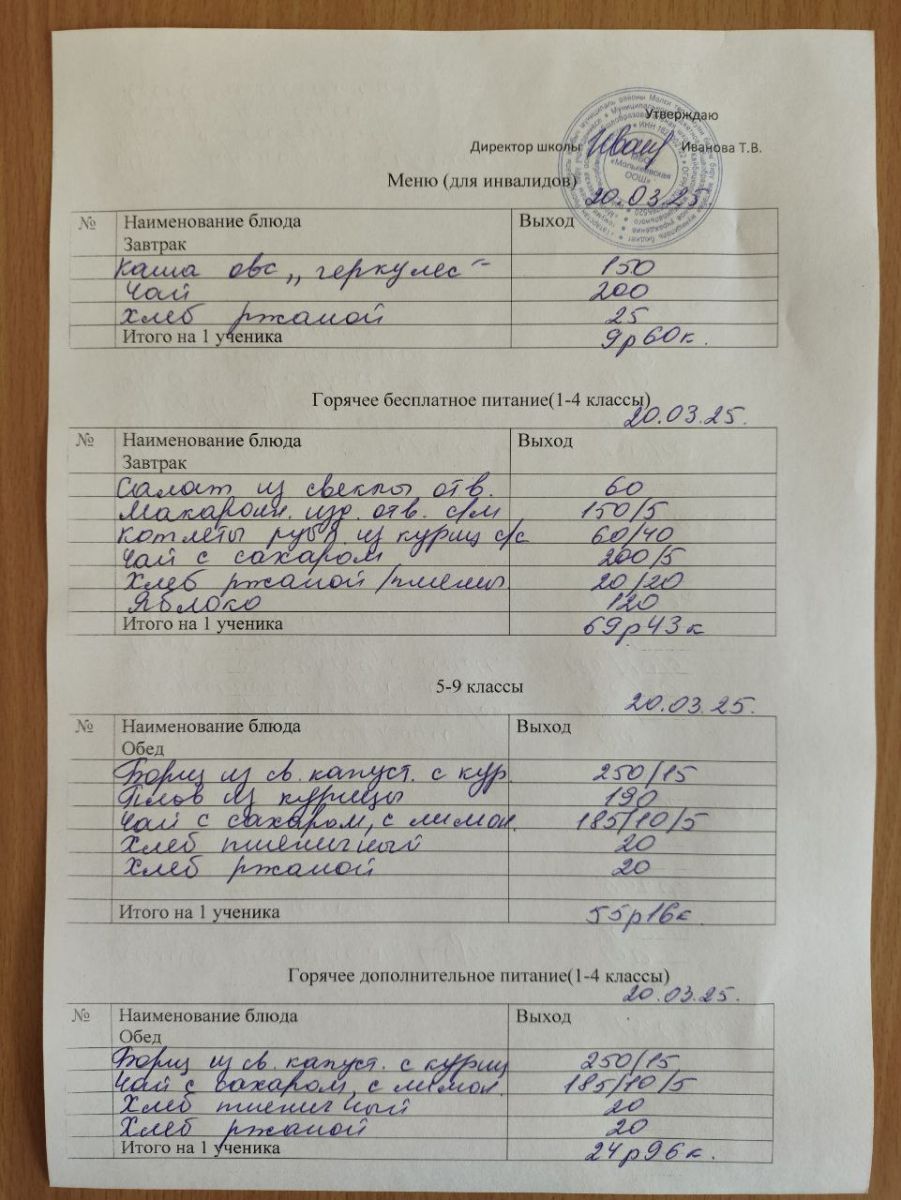 Утверждаю
Директор школы Иванова Т.В.
«Малькеевская
ООШ»
Меню (для инвалидов)
20.03.25
№ Наименование блюда Выход
Завтрак
Каша овс „геркулес" 150
Чай 200
Хлеб ржаной 25
Итого на 1 ученика 9р60к.
Горячее бесплатное питание(1-4 классы)
20.03.25.
№ Наименование блюда Выход
Завтрак
Салат из свеклы отв. 60
Макарон. изд. отв. с/м 150/5
Котлеты руб. из куриц с/с 60/40
Чай с сахаром 200/5
Хлеб ржаной/пшены. 20/20
Яблоко 120
Итого на 1 ученика 69р43к
5-9 классы
20.03.25.
№ Наименование блюда Выход
Обед
Борщ из св. капуст. с кур. 250/15
Плов из курицы 190
Чай с сахаром, с лимон. 185/10/5
Хлеб пшеничный 20
Хлеб ржаной 20
Итого на 1 ученика 55р16к.
Горячее дополнительное питание(1-4 классы)
20.03.25.
№ Наименование блюда Выход
Обед
Борщ из св. капуст. с куриц 250/15
Чай с сахаром, с лимон. 185/10/5
Хлеб пшеничный 20
Хлеб ржаной 20
Итого на 1 ученика 24р96к.